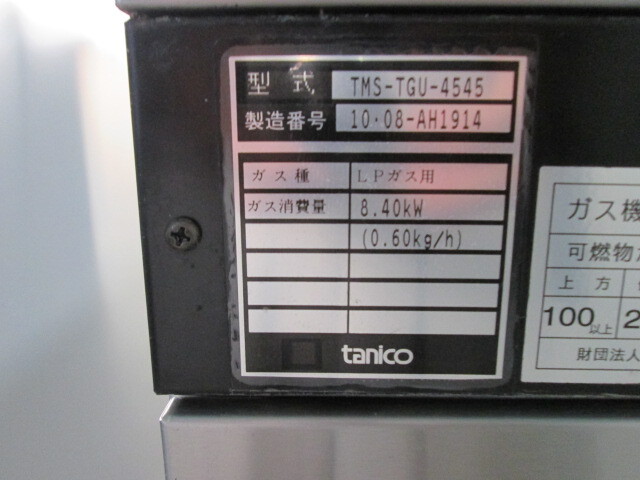 型式 TMS-TGU-4545
製造番号 10・08-AH1914
ガス種 LPガス用
ガス消費量 8.40kW
(0.60kg/h)
tanico
ガス機
可燃物
上方
100以上 2
財団法人